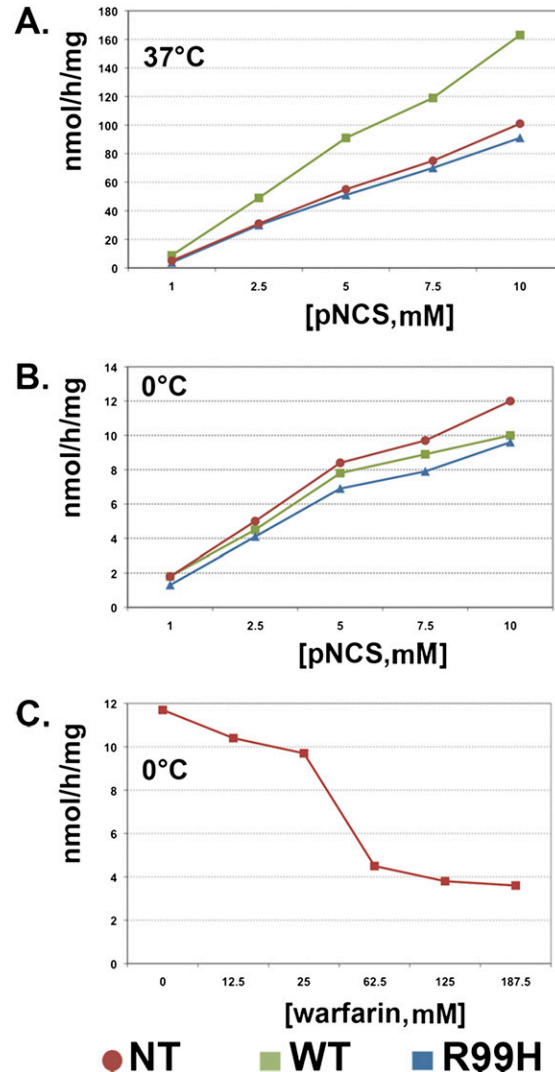 A.
37°C
nmol/h/mg
180
160
140
120
100
80
60
40
20
0
1 2.5 5 7.5 10
[pNCS,mM]
B.
0°C
nmol/h/mg
14
12
10
8
6
4
2
0
1 2.5 5 7.5 10
[pNCS,mM]
C.
0°C
nmol/h/mg
12
10
8
6
4
2
0
0 12.5 25 62.5 125 187.5
[warfarin,mM]
NT WT R99H